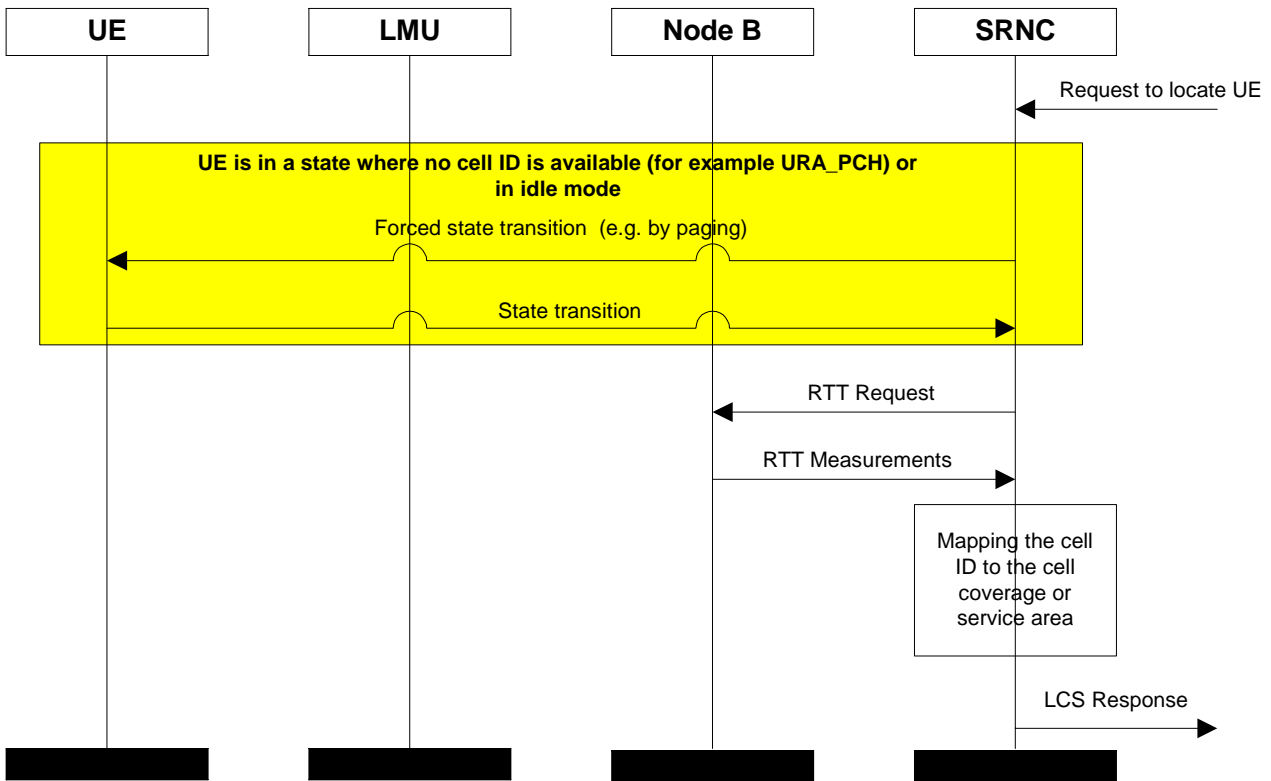 UE
LMU
Node B
SRNC
Request to locate UE
UE is in a state where no cell ID is available (for example URA_PCH) or
in idle mode
Forced state transition (e.g. by paging)
State transition
RTT Request
RTT Measurements
Mapping the cell
ID to the cell
coverage or
service area
LCS Response